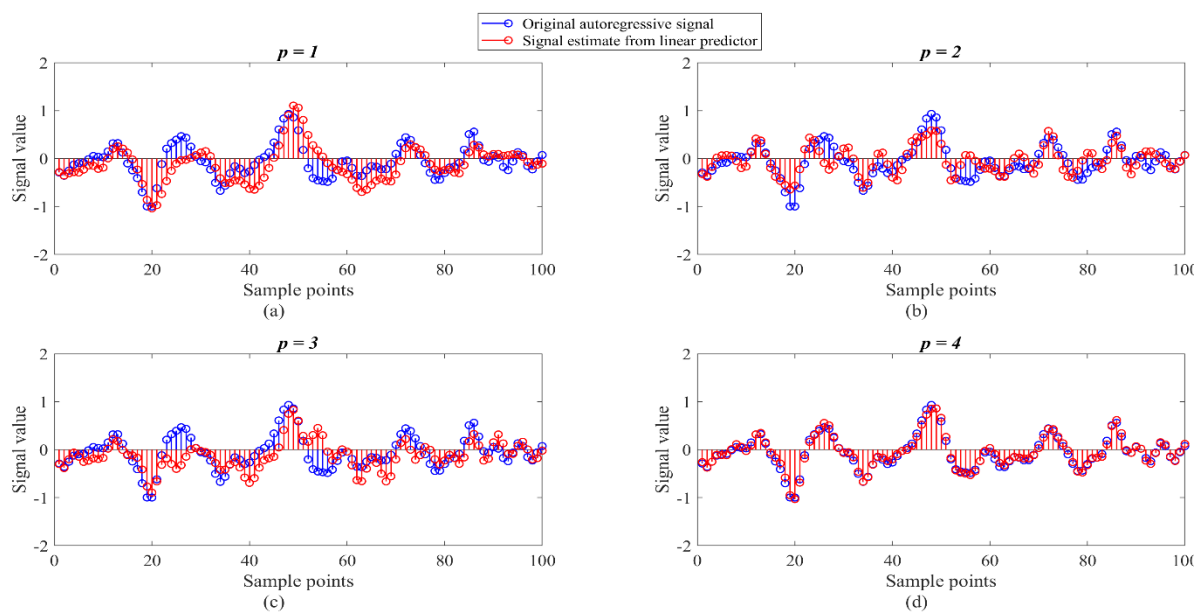 Original autoregressive signal
Signal estimate from linear predictor
p = 1
2
1
0
-1
-2
Signal value
0 20 40 60 80 100
Sample points
(a)
p = 2
2
1
0
-1
-2
Signal value
0 20 40 60 80 100
Sample points
(b)
p = 3
2
1
0
-1
-2
Signal value
0 20 40 60 80 100
Sample points
(c)
p = 4
2
1
0
-1
-2
Signal value
0 20 40 60 80 100
Sample points
(d)